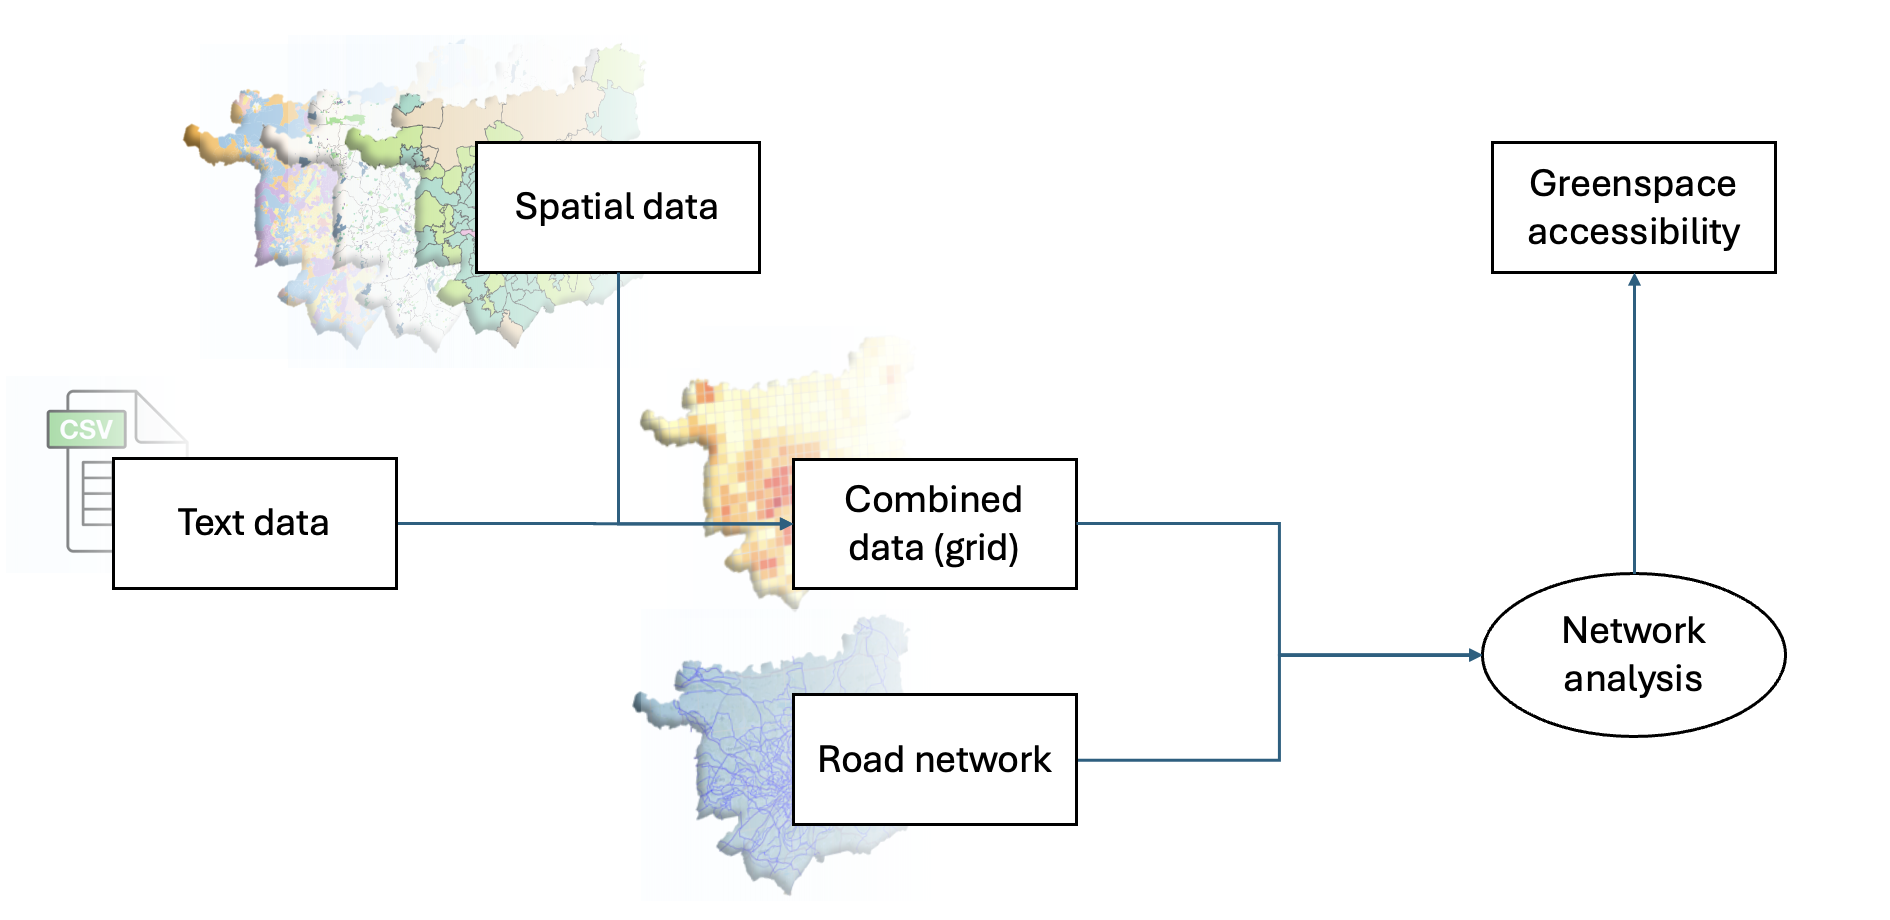 Spatial data
Greenspace
accessibility
CSV
Text data
Combined
data (grid)
Network
analysis
Road network